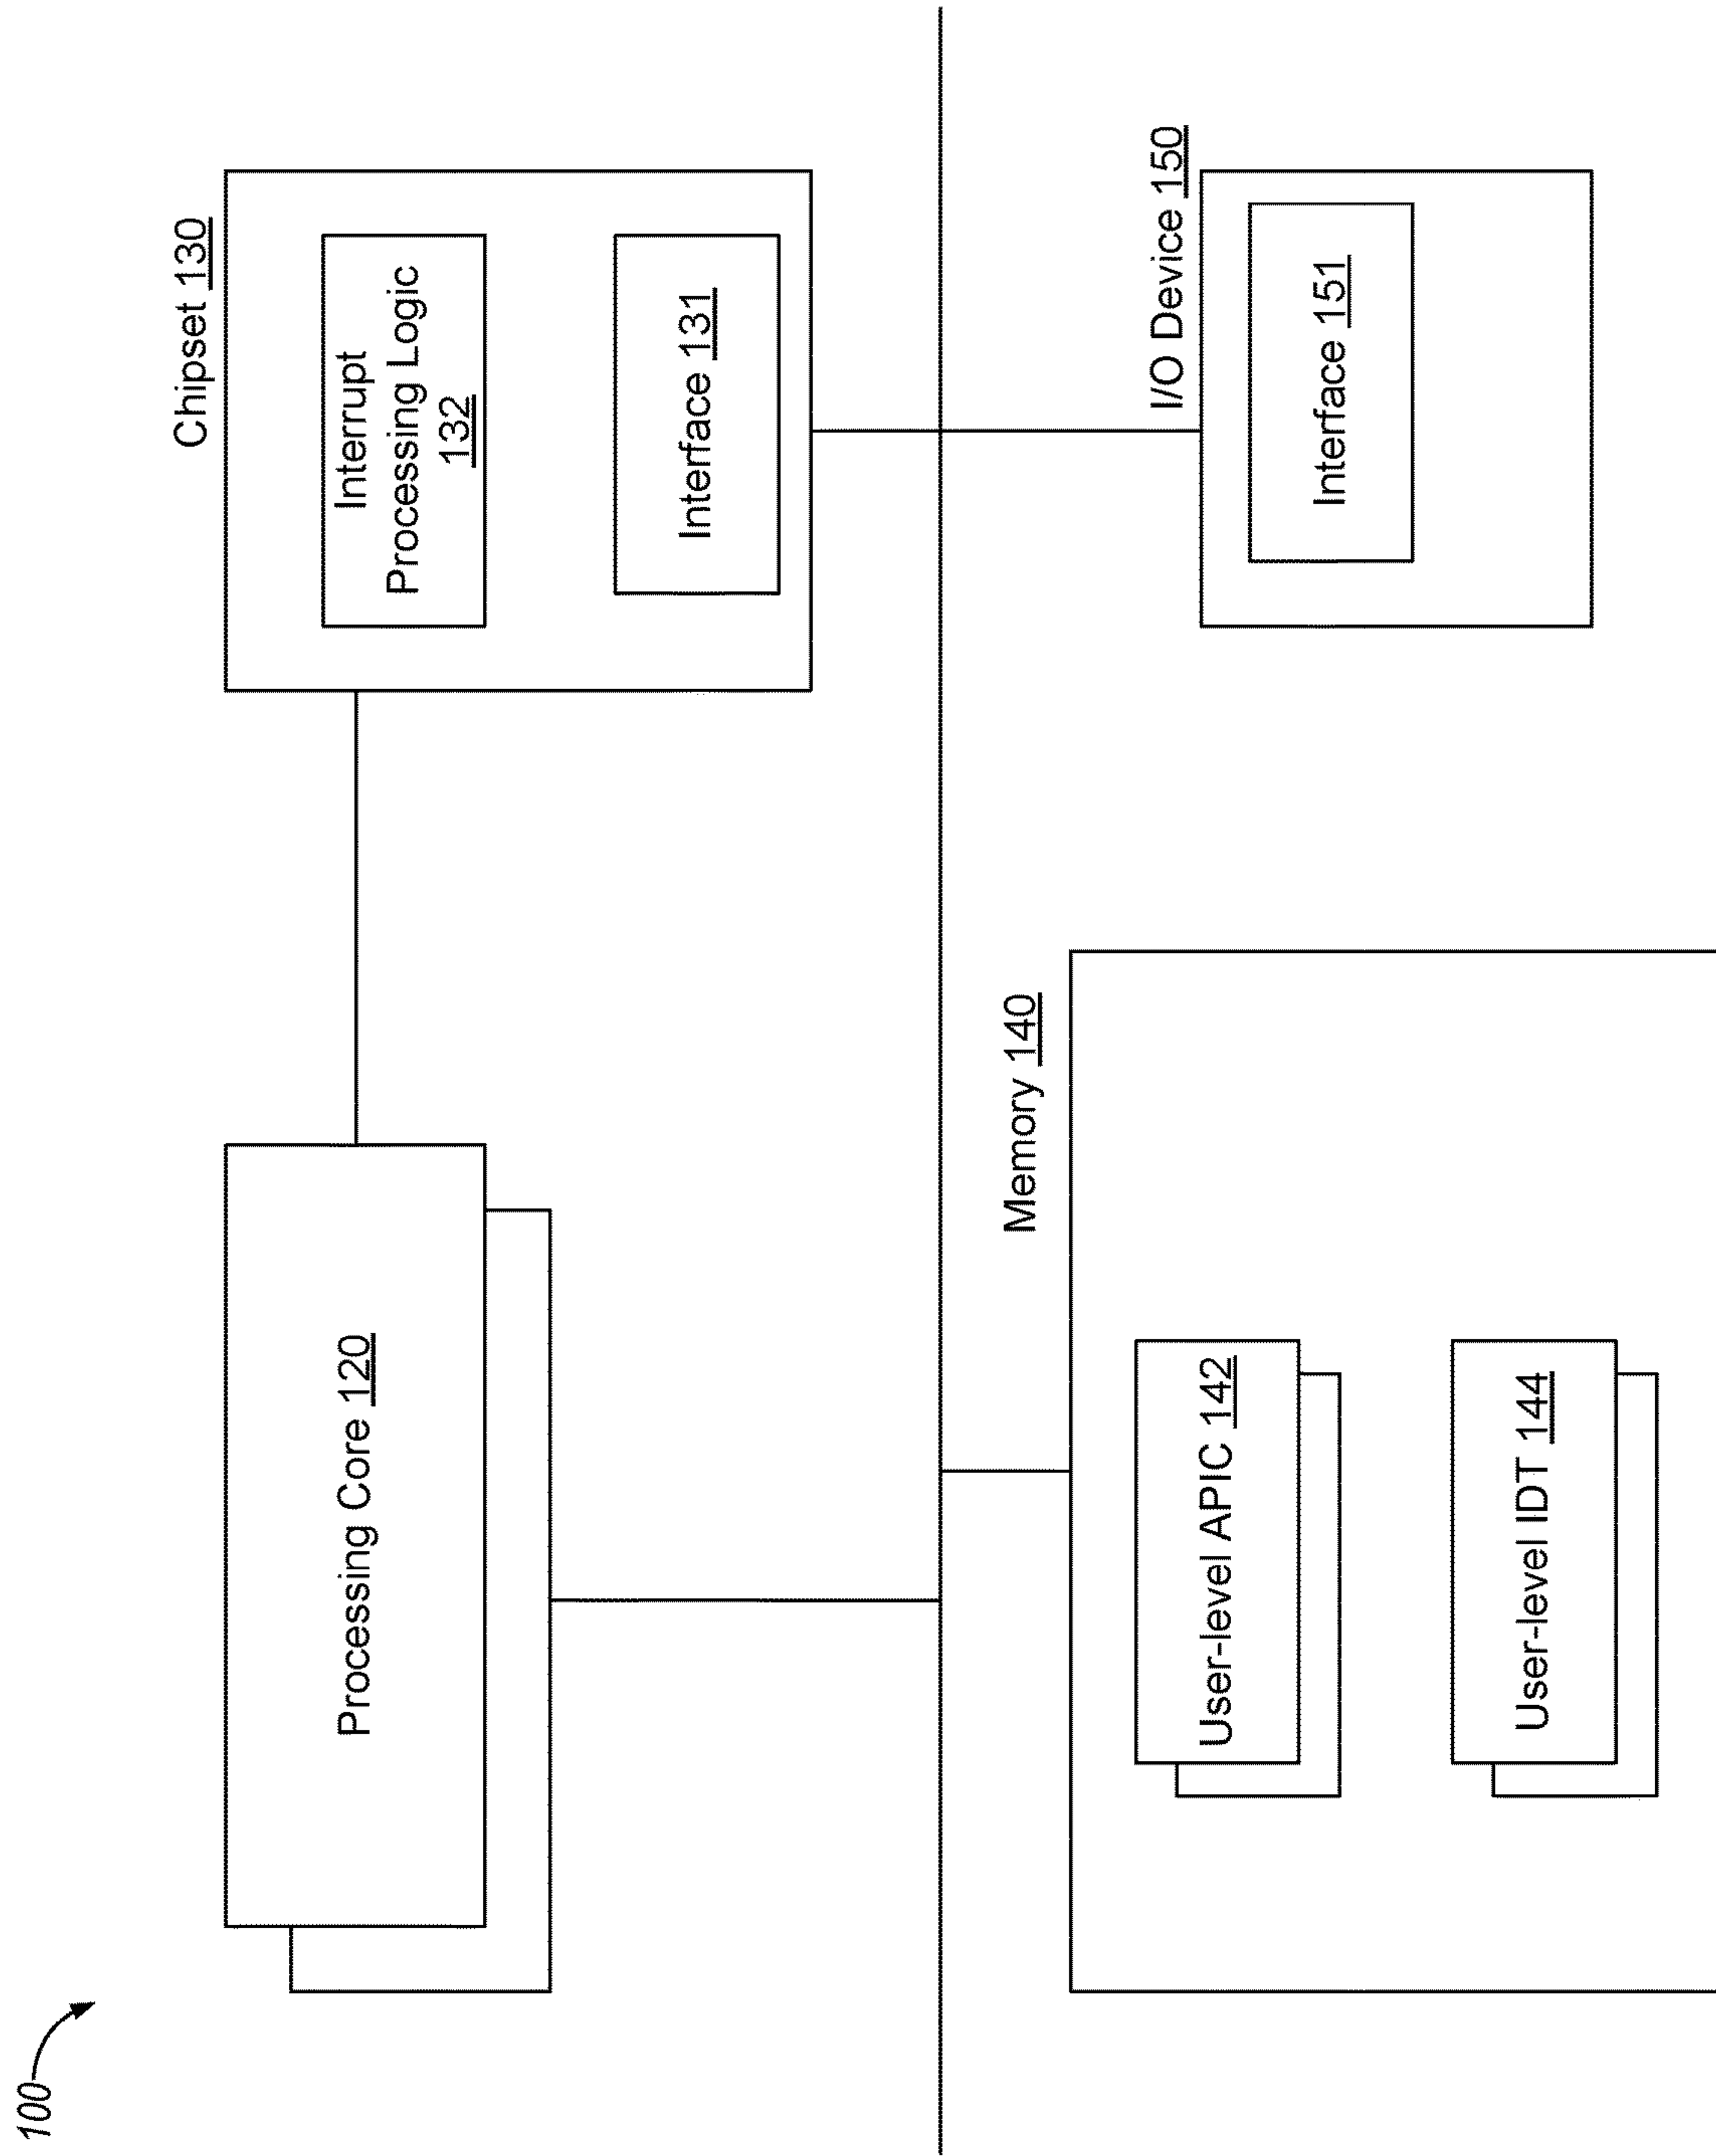 100
Processing Core 120
Chipset 130
Interrupt
Processing Logic
132
Interface 131
Memory 140
User-level APIC 142
User-level IDT 144
I/O Device 150
Interface 151